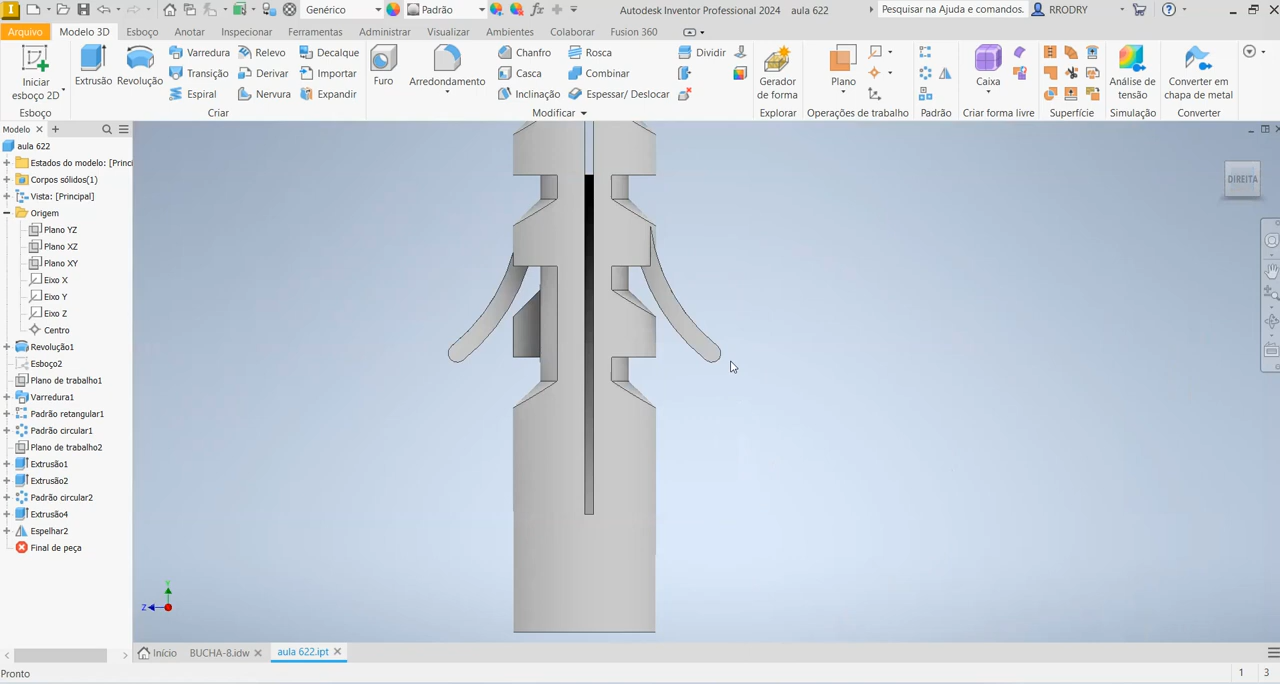 Genérico
Padrão
Autodesk Inventor Professional 2024 aula 622
Pesquisar na Ajuda e comandos.
RRODRY
Arquivo
Modelo 3D
Esboço
Anotar
Inspecionar
Ferramentas
Administrar
Visualizar
Ambientes
Colaborar
Fusion 360
Iniciar
esboço 2D
Extrusão
Revolução
Varredura
Transição
Espiral
Relevo
Derivar
Nervura
Decalque
Importar
Expandir
Furo
Arredondamento
Chanfro
Casca
Inclinação
Rosca
Combinar
Espessar/ Deslocar
Dividir
Gerador
de forma
Plano
Caixa
Análise de
tensão
Converter em
chapa de metal
Esboço
Criar
Modificar
Explorar
Operações de trabalho
Padrão
Criar forma livre
Superfície
Simulação
Converter
Modelo
aula 622
Estados do modelo: [Princi
Corpos sólidos(1)
Vista: [Principal]
Origem
Plano YZ
Plano XZ
Plano XY
Eixo X
Eixo Y
Eixo Z
Centro
Revolução1
Esboço2
Plano de trabalho1
Varredura1
Padrão retangular1
Padrão circular1
Plano de trabalho2
Extrusão1
Extrusão2
Padrão circular2
Extrusão4
Espelhar2
Final de peça
DIREITA
Y
Z
Início
BUCHA-8.idw
aula 622.ipt
Pronto
1
3